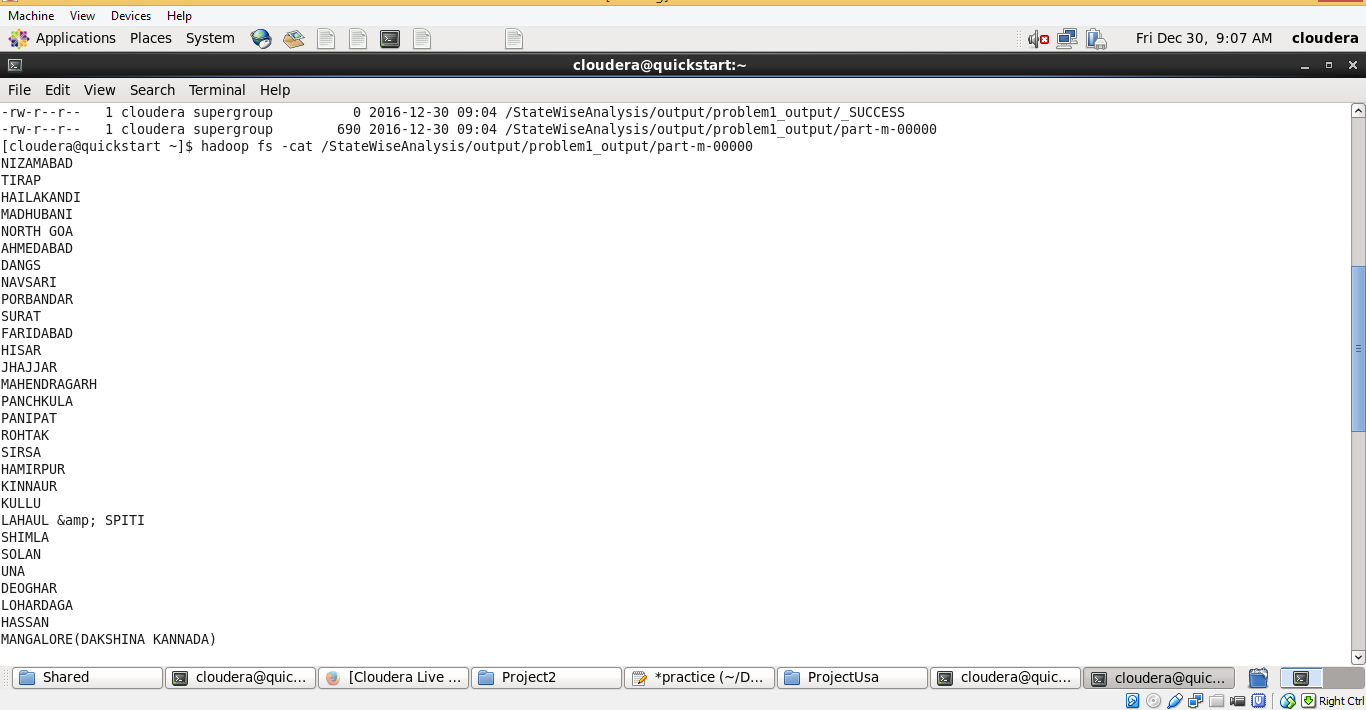 Machine View Devices Help
Applications Places System Fri Dec 30, 9:07 AM cloudera
cloudera@quickstart:~
File Edit View Search Terminal Help
-rw-r--r--   1 cloudera supergroup          0 2016-12-30 09:04 /StateWiseAnalysis/output/problem1_output/_SUCCESS
-rw-r--r--   1 cloudera supergroup        690 2016-12-30 09:04 /StateWiseAnalysis/output/problem1_output/part-m-00000
[cloudera@quickstart ~]$ hadoop fs -cat /StateWiseAnalysis/output/problem1_output/part-m-00000
NIZAMABAD
TIRAP
HAILAKANDI
MADHUBANI
NORTH GOA
AHMEDABAD
DANGS
NAVSARI
PORBANDAR
SURAT
FARIDABAD
HISAR
JHAJJAR
MAHENDRAGARH
PANCHKULA
PANIPAT
ROHTAK
SIRSA
HAMIRPUR
KINNAUR
KULLU
LAHAUL &amp; SPITI
SHIMLA
SOLAN
UNA
DEOGHAR
LOHARDAGA
HASSAN
MANGALORE(DAKSHINA KANNADA)
Shared cloudera@quic... [Cloudera Live ... Project2 *practice (~/D... ProjectUsa cloudera@quic... cloudera@quic...
Right Ctrl